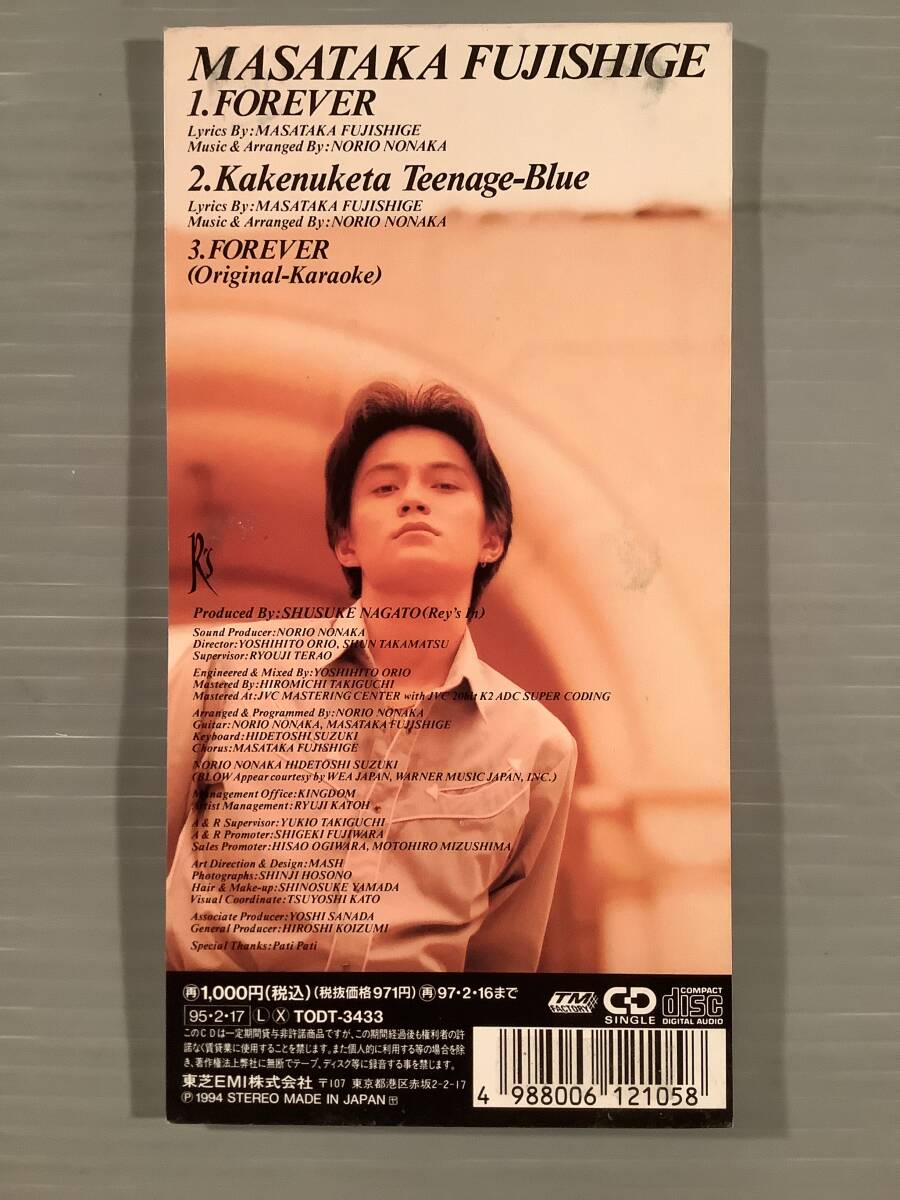 MASATAKA FUJISHIGE
1.FOREVER
Lyrics By:MASATAKA FUJISHIGE
Music & Arranged By:NORIO NONAKA
2.Kakenuketa Teenage-Blue
Lyrics By:MASATAKA FUJISHIGE
Music & Arranged By:NORIO NONAKA
3.FOREVER
(Original-Karaoke)
R's
Produced By:SHUSUKE NAGATO(Rey's In)
Sound Producer:NORIO NONAKA
Director:YOSHIHITO ORIO, SHUN TAKAMATSU
Supervisor:RYOUJI TERAO
Engineered & Mixed By:YOSHIHITO ORIO
Mastered By:HIROMICHI TAKIGUCHI
Mastered At:JVC MASTERING CENTER with JVC 20bit K2 ADC SUPER CODING
Arranged & Programmed By:NORIO NONAKA
Guitar:NORIO NONAKA, MASATAKA FUJISHIGE
Keyboard:HIDETOSHI SUZUKI
Chorus:MASATAKA FUJISHIGE
NORIO NONAKA HIDETOSHI SUZUKI
(BLOW Appear courtesy by WEA JAPAN, WARNER MUSIC JAPAN, INC.)
Management Office:KINGDOM
Artist Management:RYUJI KATOH
A & R Supervisor:YUKIO TAKIGUCHI
A & R Promoter:SHIGEKI FUJIWARA
Sales Promoter:HISAO OGIWARA, MOTOHIRO MIZUSHIMA
Art Direction & Design:MASH
Photographs:SHINJI HOSONO
Hair & Make-up:SHINOSUKE YAMADA
Visual Coordinate:TSUYOSHI KATO
Associate Producer:YOSHI SANADA
General Producer:HIROSHI KOIZUMI
Special Thanks:Pati Pati
㊢1,000円(税込)(税抜価格971円)㊢97・2・16まで
95・2・17 Ⓛ Ⓧ TODT-3433
このCDは一定期間貸与非許諾商品ですが、この期間経過後も権利者の許
諾なく賃貸業に使用することを禁じます。また個人的に利用する等の場合を除
き、著作権法上弊社に無断でテープ、ディスク等に録音する事を禁じます。
東芝EMI株式会社 〒107 東京都港区赤坂2-2-17
Ⓟ 1994 STEREO MADE IN JAPAN
TM FACTORY
CD SINGLE
COMPACT disc DIGITAL AUDIO
4 988006 121058